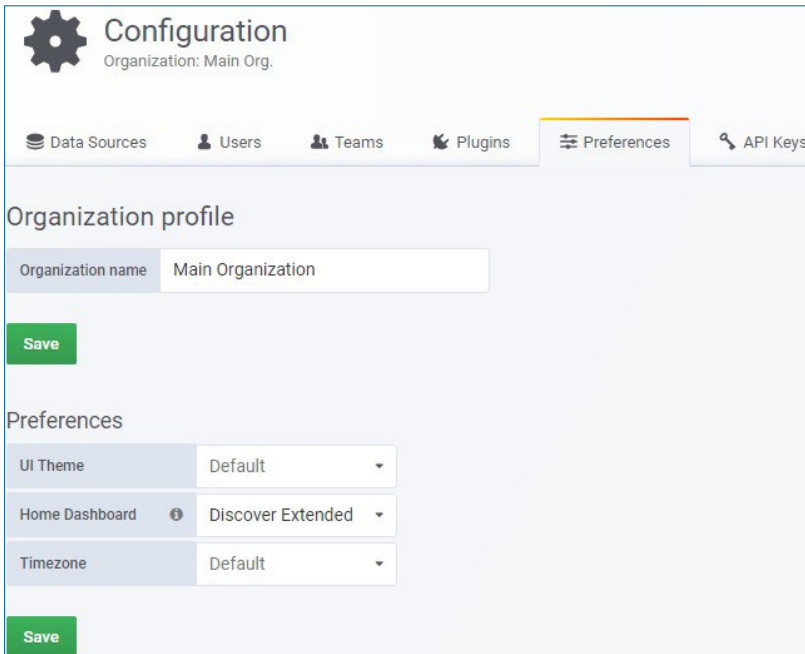 Configuration
Organization: Main Org.
Data Sources Users Teams Plugins Preferences API Keys
Organization profile
Organization name Main Organization
Save
Preferences
UI Theme Default
Home Dashboard Discover Extended
Timezone Default
Save